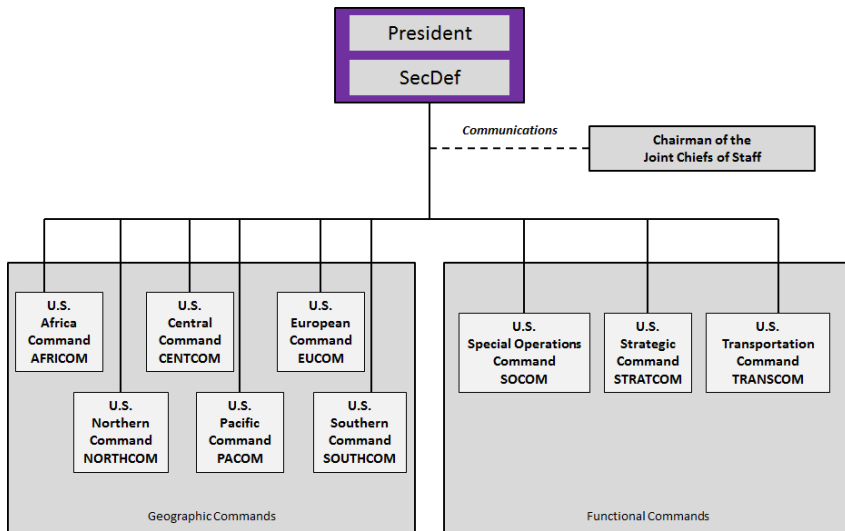 President
SecDef
Communications
Chairman of the
Joint Chiefs of Staff
U.S.
Africa
Command
AFRICOM
U.S.
Central
Command
CENTCOM
U.S.
European
Command
EUCOM
U.S.
Northern
Command
NORTHCOM
U.S.
Pacific
Command
PACOM
U.S.
Southern
Command
SOUTHCOM
Geographic Commands
U.S.
Special Operations
Command
SOCOM
U.S.
Strategic
Command
STRATCOM
U.S.
Transportation
Command
TRANSCOM
Functional Commands